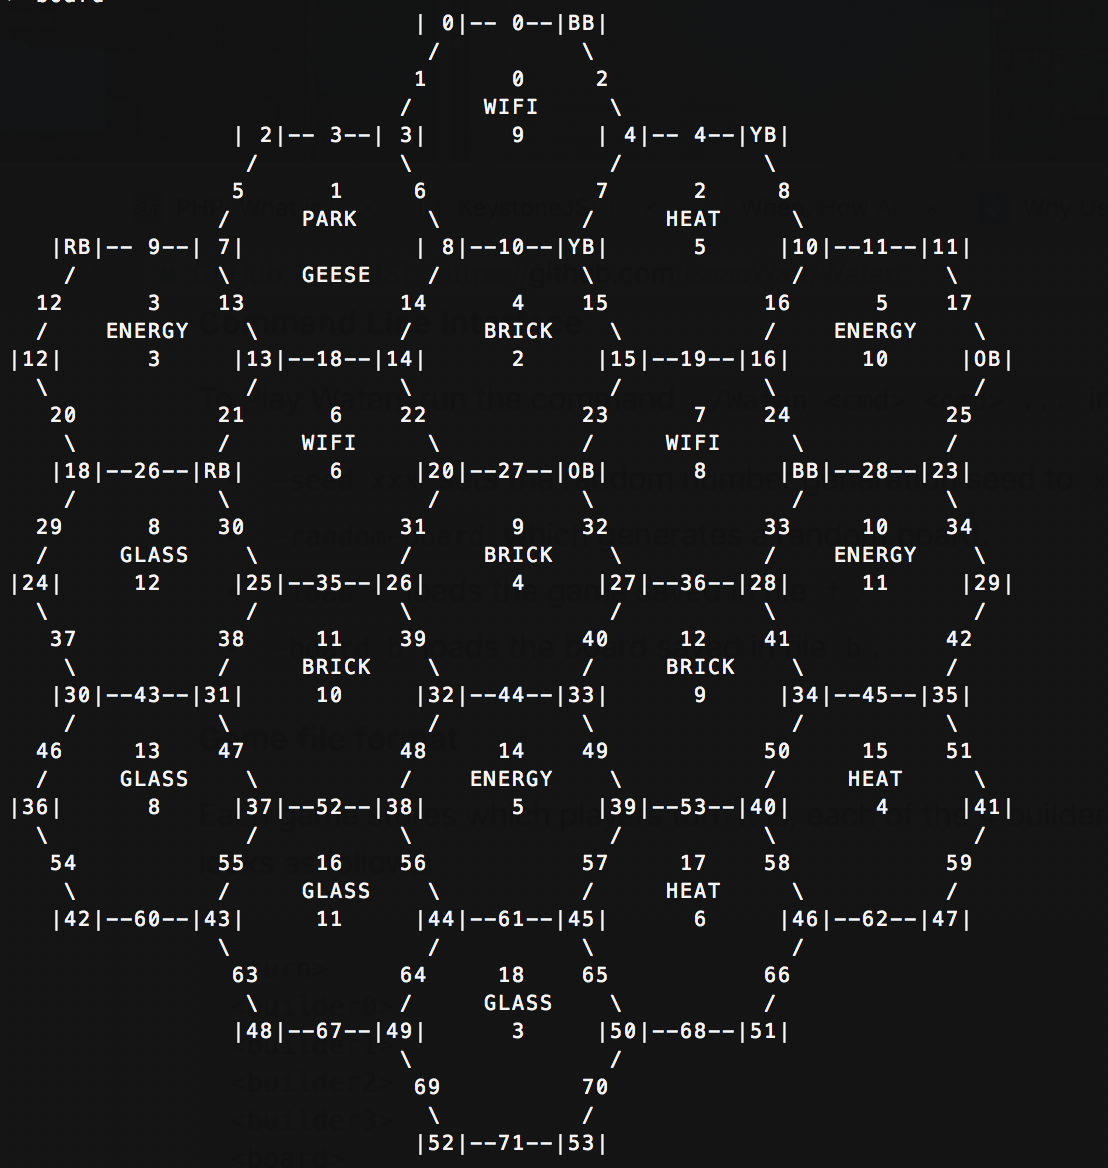 | 0|-- 0--|BB|
/ \
1 0 2
/ WIFI \
| 2|-- 3--| 3| 9 | 4|-- 4--|YB|
/ \ / \
5 1 6 7 2 8
/ PARK \ / HEAT \
|RB|-- 9--| 7| | 8|--10--|YB| 5 |10|--11--|11|
/ \ GEESE / \ / \
12 3 13 14 4 15 16 5 17
/ ENERGY \ / BRICK \ / ENERGY \
|12| 3 |13|--18--|14| 2 |15|--19--|16| 10 |OB|
\ / \ / \ /
20 21 6 22 23 7 24 25
\ / WIFI \ / WIFI \ /
|18|--26--|RB| 6 |20|--27--|OB| 8 |BB|--28--|23|
/ \ / \ / \
29 8 30 31 9 32 33 10 34
/ GLASS \ / BRICK \ / ENERGY \
|24| 12 |25|--35--|26| 4 |27|--36--|28| 11 |29|
\ / \ / \ /
37 38 11 39 40 12 41 42
\ / BRICK \ / BRICK \ /
|30|--43--|31| 10 |32|--44--|33| 9 |34|--45--|35|
/ \ / \ / \
46 13 47 48 14 49 50 15 51
/ GLASS \ / ENERGY \ / HEAT \
|36| 8 |37|--52--|38| 5 |39|--53--|40| 4 |41|
\ / \ / \ /
54 55 16 56 57 17 58 59
\ / GLASS \ / HEAT \ /
|42|--60--|43| 11 |44|--61--|45| 6 |46|--62--|47|
\ / \ /
63 64 18 65 66
\ / GLASS \ /
|48|--67--|49| 3 |50|--68--|51|
\ /
69 70
\ /
|52|--71--|53|